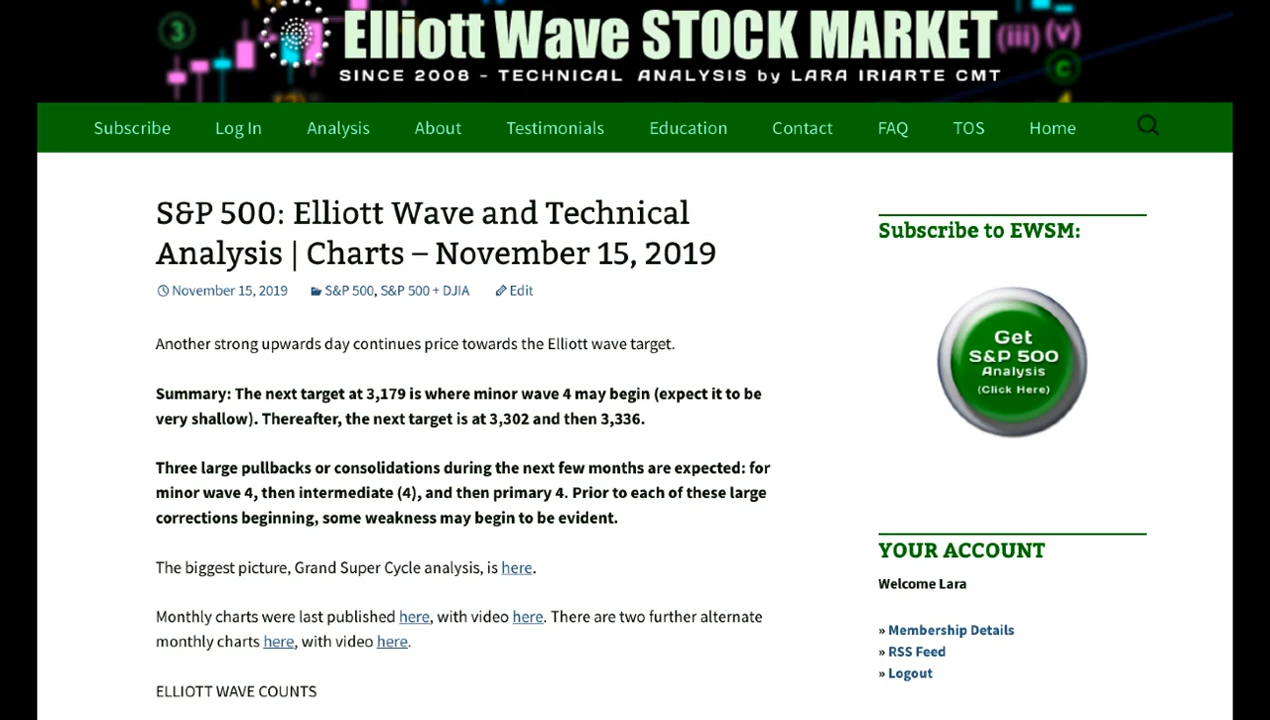 3
Elliott Wave STOCK MARKET
(iii) (v)
SINCE 2008 - TECHNICAL ANALYSIS by LARA IRIARTE CMT
C
Subscribe Log In Analysis About Testimonials Education Contact FAQ TOS Home
S&P 500: Elliott Wave and Technical
Analysis | Charts – November 15, 2019
November 15, 2019 S&P 500, S&P 500 + DJIA Edit
Another strong upwards day continues price towards the Elliott wave target.
Summary: The next target at 3,179 is where minor wave 4 may begin (expect it to be
very shallow). Thereafter, the next target is at 3,302 and then 3,336.
Three large pullbacks or consolidations during the next few months are expected: for
minor wave 4, then intermediate (4), and then primary 4. Prior to each of these large
corrections beginning, some weakness may begin to be evident.
The biggest picture, Grand Super Cycle analysis, is here.
Monthly charts were last published here, with video here. There are two further alternate
monthly charts here, with video here.
ELLIOTT WAVE COUNTS
Subscribe to EWSM:
Get
S&P 500
Analysis
(Click Here)
YOUR ACCOUNT
Welcome Lara
» Membership Details
» RSS Feed
» Logout